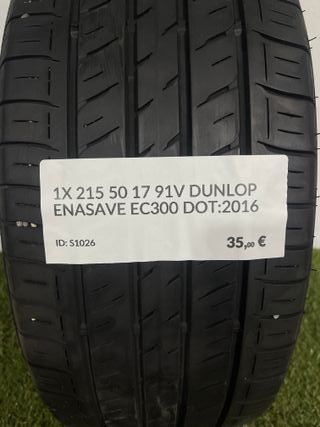 1X 215 50 17 91V DUNLOP
ENASAVE EC300 DOT:2016
ID: S1026 35,00 €